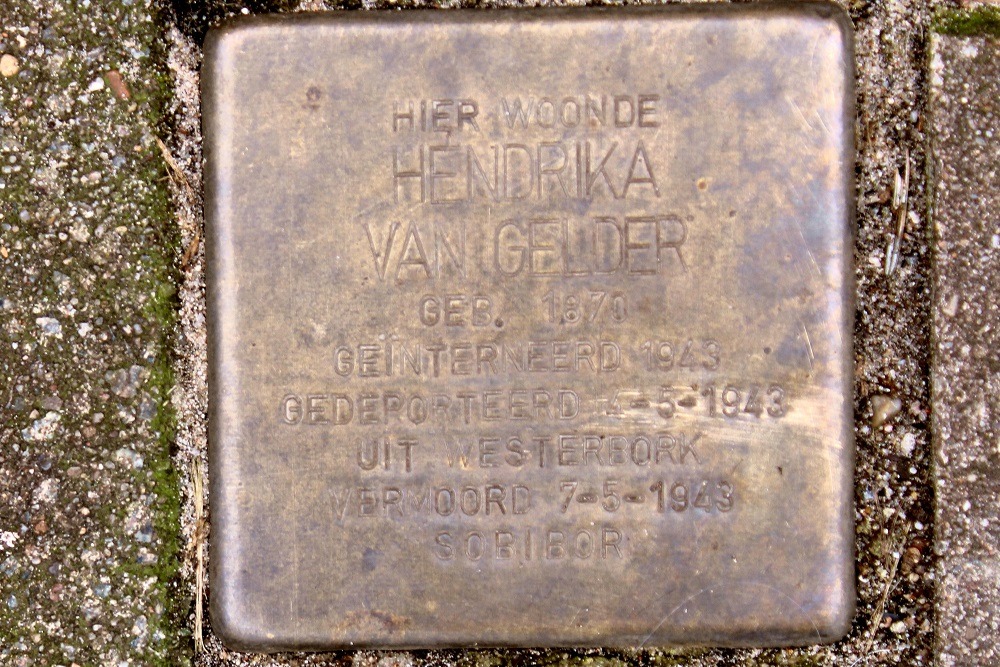 HIER WOONDE
HENDRIKA
VAN GELDER
GEB. 1870
GEÏNTERNEERD 1943
GEDEPORTEERD 4-5-1943
UIT WESTERBORK
VERMOORD 7-5-1943
SOBIBOR